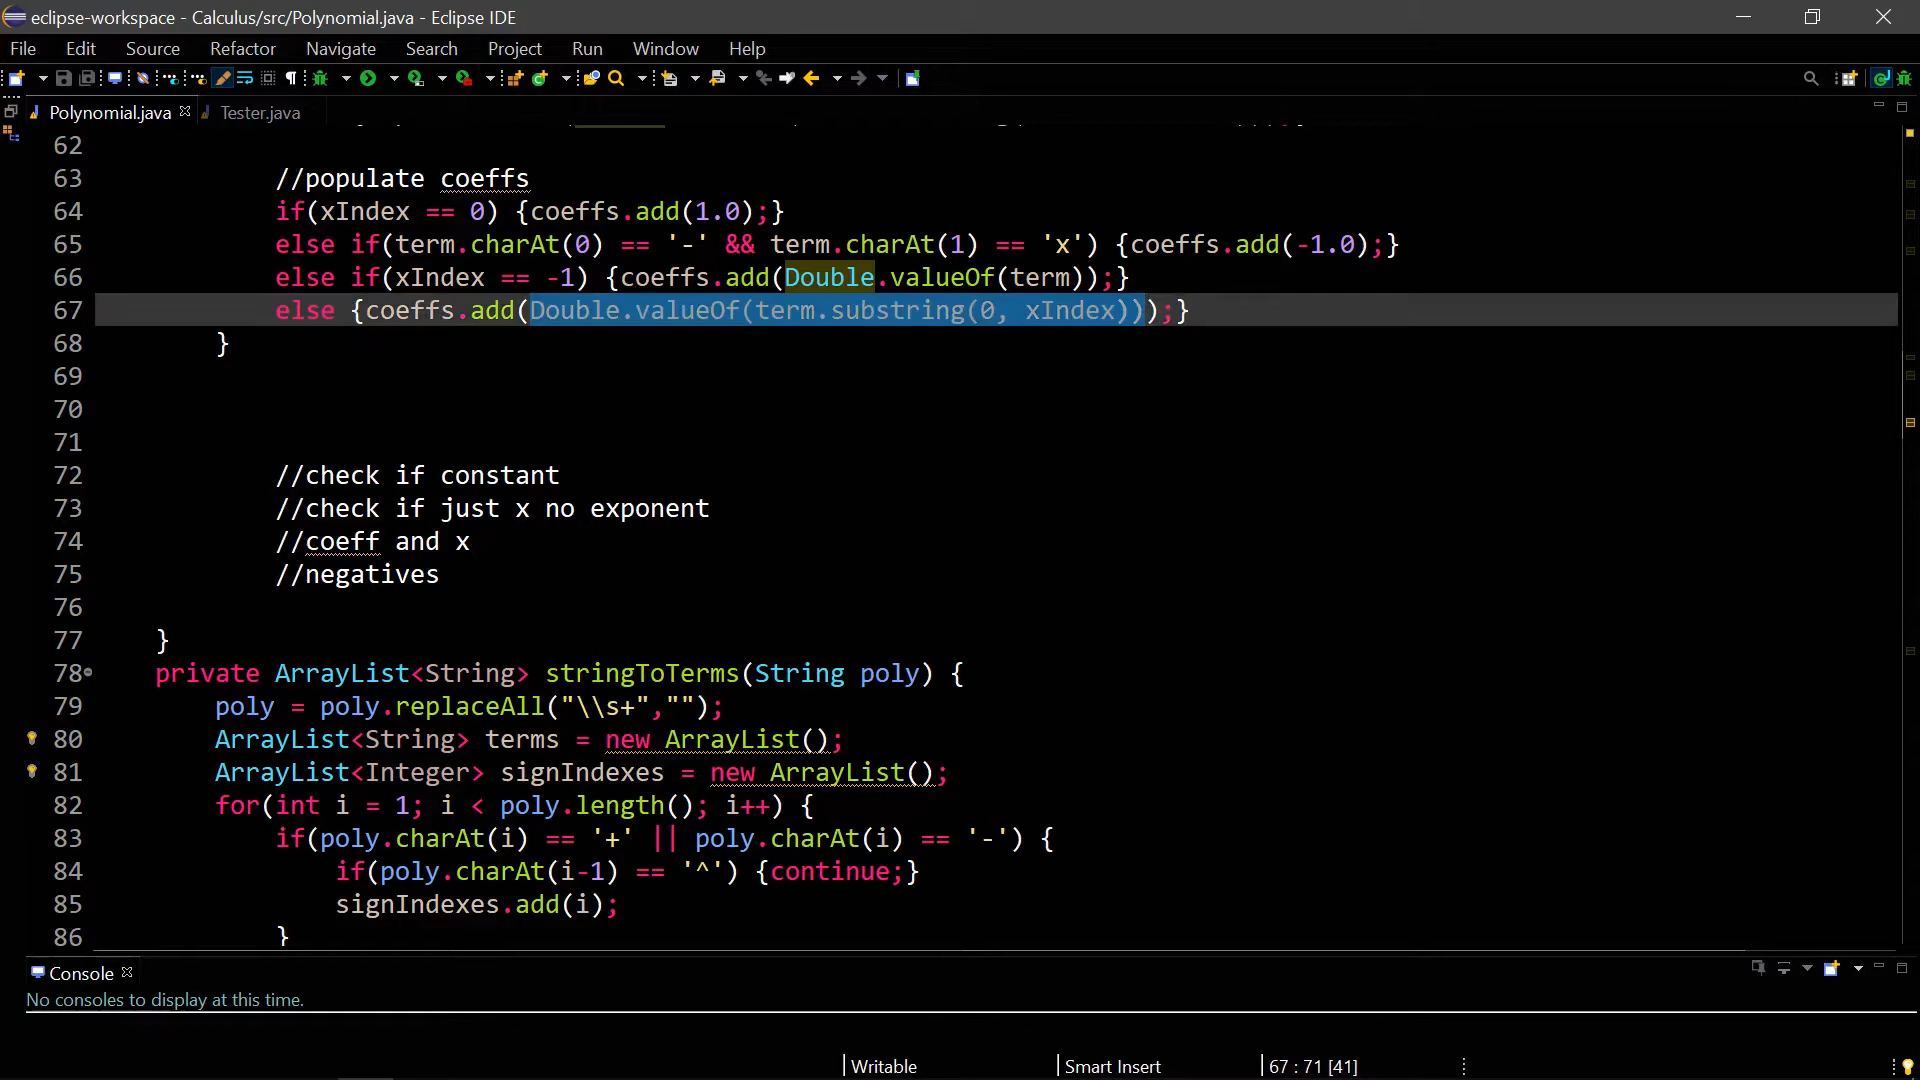 eclipse-workspace - Calculus/src/Polynomial.java - Eclipse IDE
File Edit Source Refactor Navigate Search Project Run Window Help
Polynomial.java Tester.java
62
63 //populate coeffs
64 if(xIndex == 0) {coeffs.add(1.0);}
65 else if(term.charAt(0) == '-' && term.charAt(1) == 'x') {coeffs.add(-1.0);}
66 else if(xIndex == -1) {coeffs.add(Double.valueOf(term));}
67 else {coeffs.add(Double.valueOf(term.substring(0, xIndex)));}
68 }
69
70
71
72 //check if constant
73 //check if just x no exponent
74 //coeff and x
75 //negatives
76
77 }
78 private ArrayList<String> stringToTerms(String poly) {
79 poly = poly.replaceAll("\\s+","");
80 ArrayList<String> terms = new ArrayList();
81 ArrayList<Integer> signIndexes = new ArrayList();
82 for(int i = 1; i < poly.length(); i++) {
83 if(poly.charAt(i) == '+' || poly.charAt(i) == '-') {
84 if(poly.charAt(i-1) == '^') {continue;}
85 signIndexes.add(i);
86 }
Console
No consoles to display at this time.
Writable Smart Insert 67 : 71 [41]